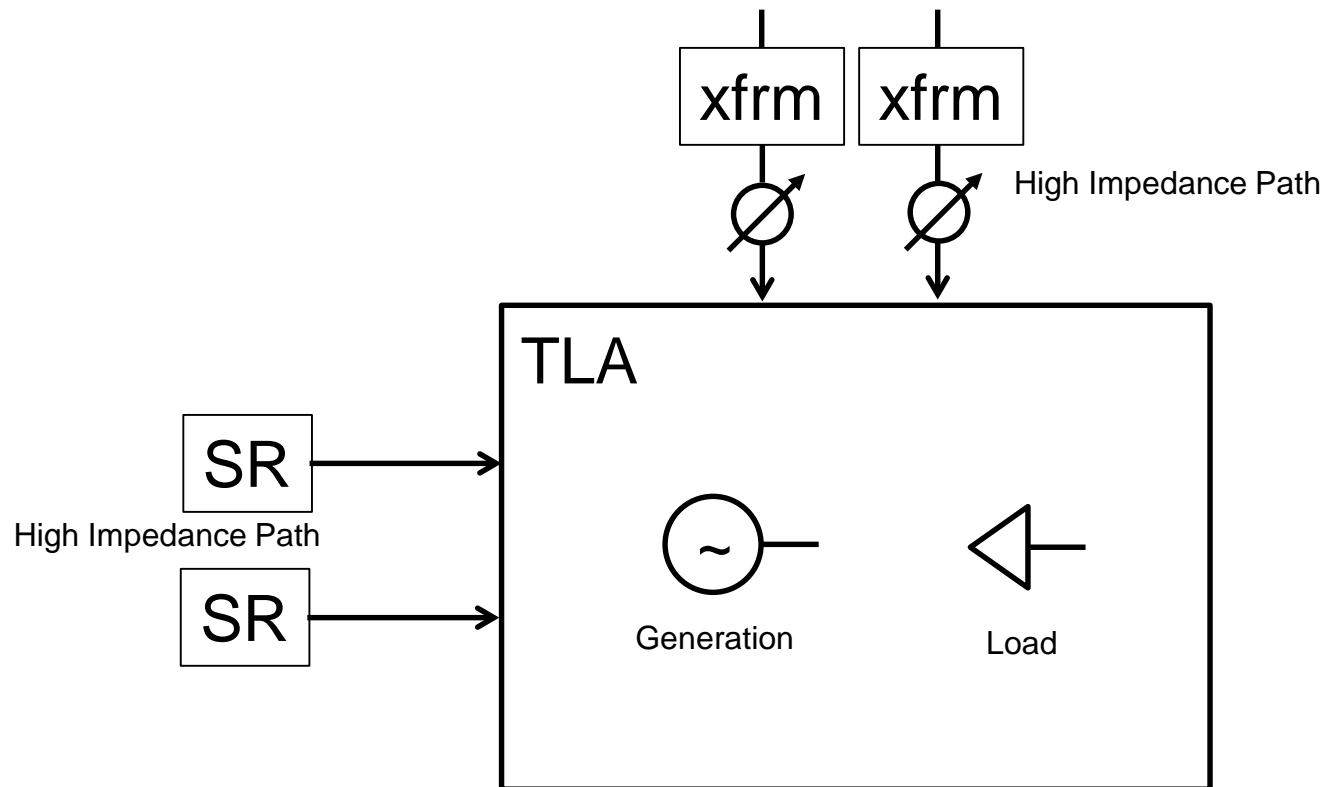 xfrm xfrm
High Impedance Path
TLA
SR
High Impedance Path
SR
~
Generation
Load